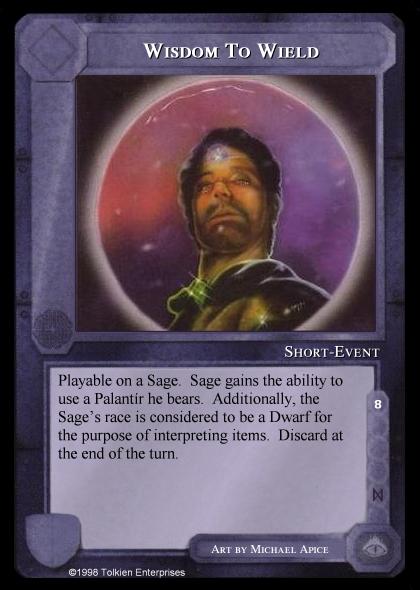 Wisdom To Wield
Short-Event
Playable on a Sage.  Sage gains the ability to
use a Palantír he bears.  Additionally, the
Sage's race is considered to be a Dwarf for
the purpose of interpreting items.  Discard at
the end of the turn.
8
Art by Michael Apice
©1998 Tolkien Enterprises